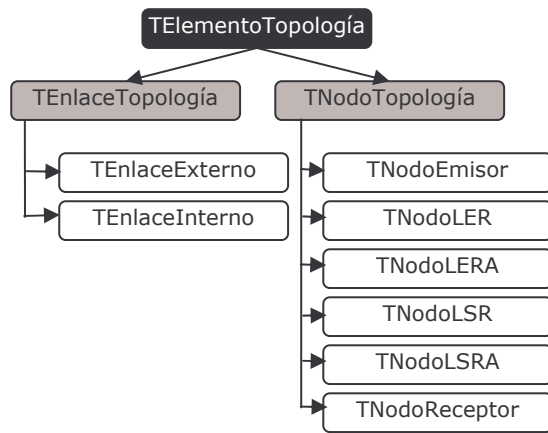 TElementoTopología
TEnlaceTopología
TNodoTopología
TEnlaceExterno
TEnlaceInterno
TNodoEmisor
TNodoLER
TNodoLERA
TNodoLSR
TNodoLSRA
TNodoReceptor